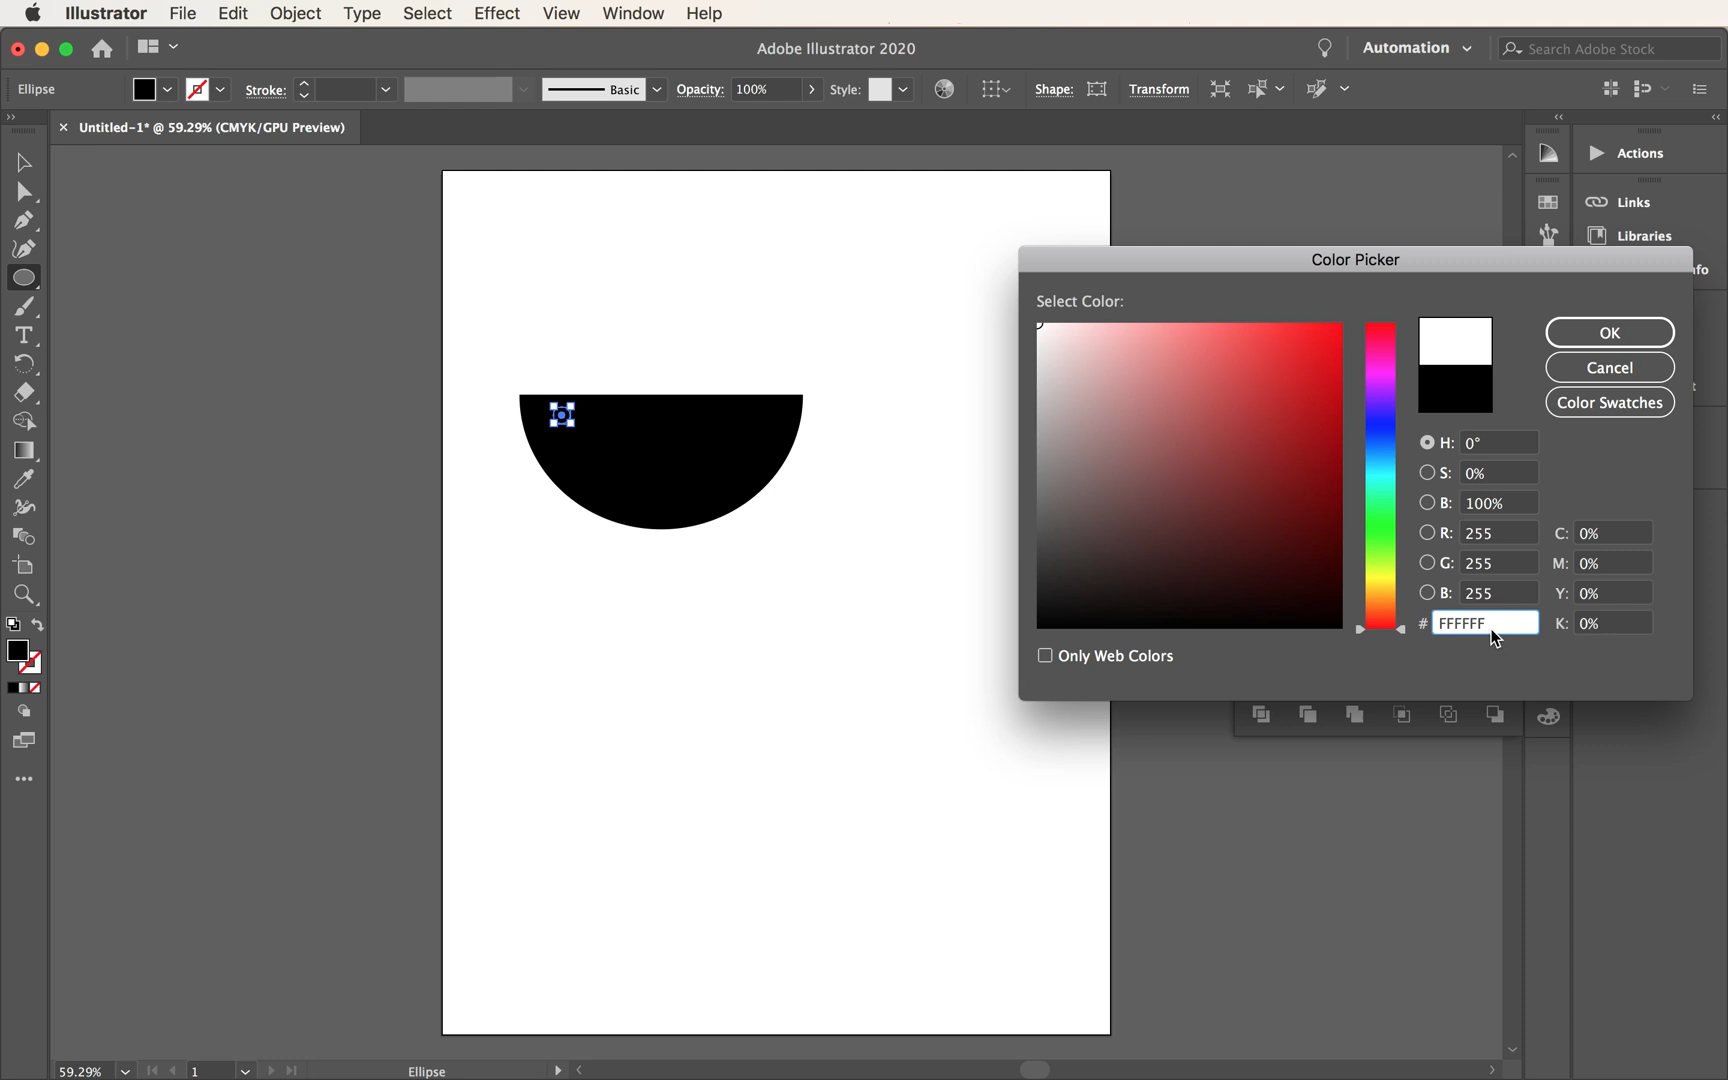 Illustrator File Edit Object Type Select Effect View Window Help
Adobe Illustrator 2020
Automation
Search Adobe Stock
Ellipse
Stroke:
Basic
Opacity: 100%
Style:
Shape:
Transform
× Untitled-1* @ 59.29% (CMYK/GPU Preview)
Actions
Links
Libraries
Color Picker
Select Color:
OK
Cancel
Color Swatches
H: 0°
S: 0%
B: 100%
R: 255 C: 0%
G: 255 M: 0%
B: 255 Y: 0%
# FFFFFF K: 0%
Only Web Colors
59.29% 1 Ellipse